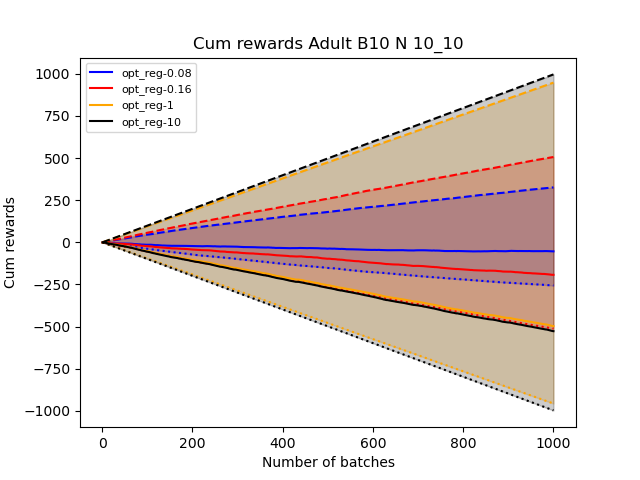 Cum rewards Adult B10 N 10_10
opt_reg-0.08
opt_reg-0.16
opt_reg-1
opt_reg-10
1000
750
500
250
0
−250
−500
−750
−1000
Cum rewards
0 200 400 600 800 1000
Number of batches